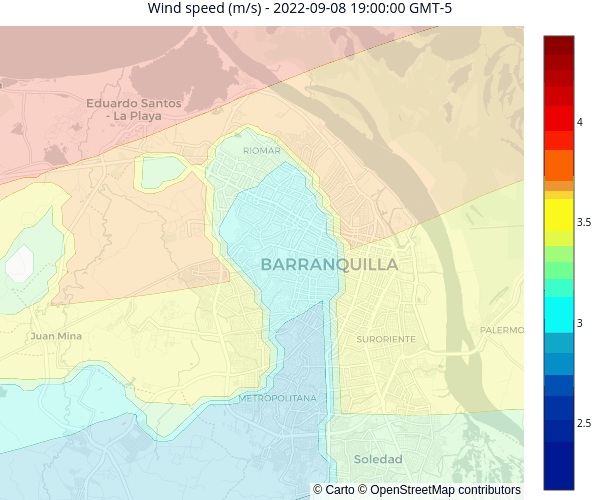 Wind speed (m/s) - 2022-09-08 19:00:00 GMT-5
Eduardo Santos
- La Playa
RIOMAR
BARRANQUILLA
Juan Mina
SURORIENTE
PALERMO
METROPOLITANA
Soledad
4
3.5
3
2.5
© Carto © OpenStreetMap contributors